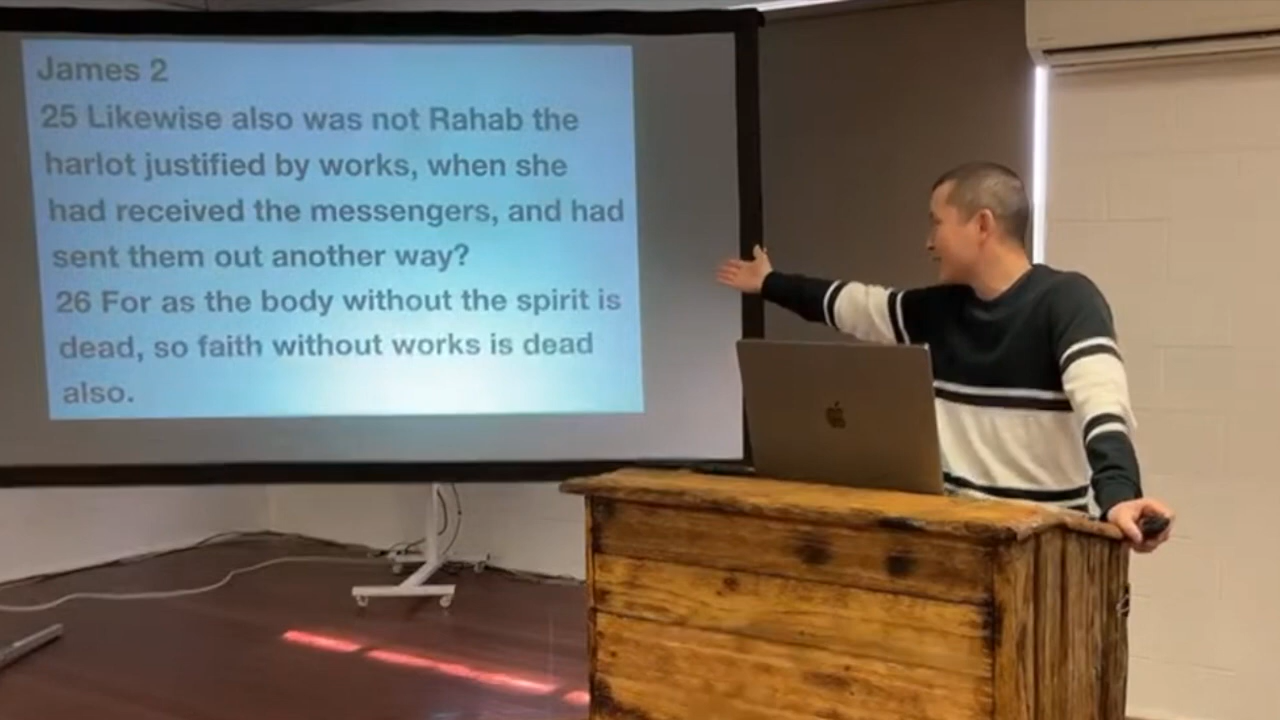 James 2
25 Likewise also was not Rahab the
harlot justified by works, when she
had received the messengers, and had
sent them out another way?
26 For as the body without the spirit is
dead, so faith without works is dead
also.